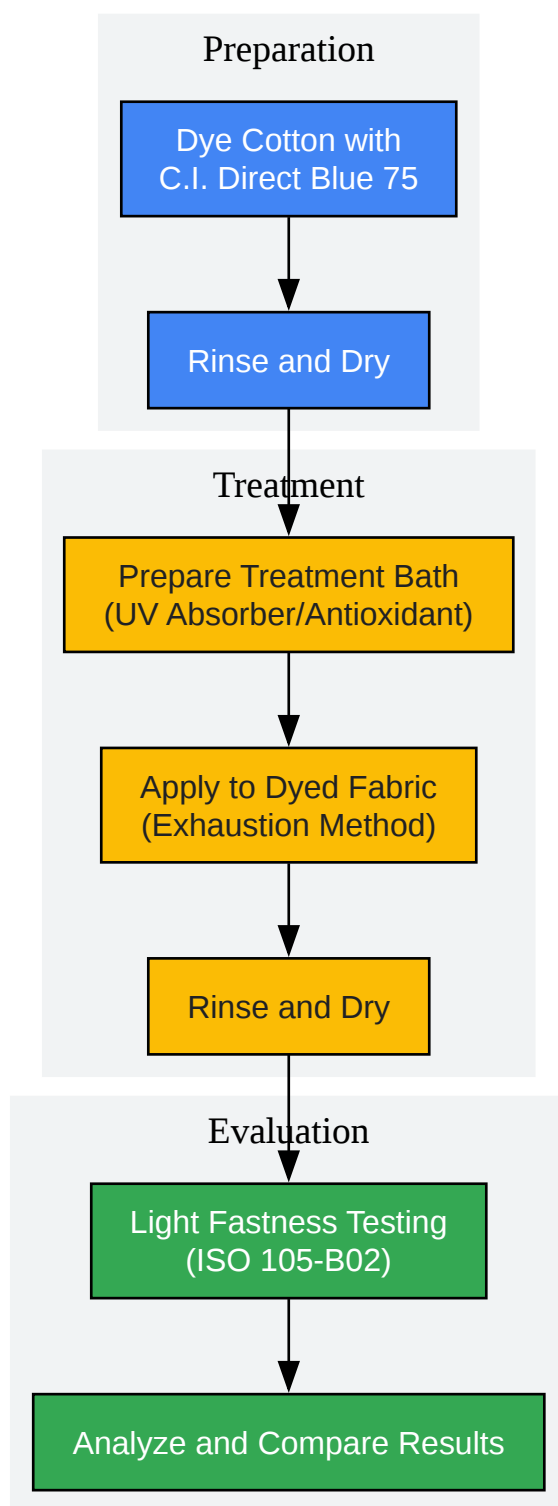 Preparation
Dye Cotton with
C.I. Direct Blue 75
Rinse and Dry
Treatment
Prepare Treatment Bath
(UV Absorber/Antioxidant)
Apply to Dyed Fabric
(Exhaustion Method)
Rinse and Dry
Evaluation
Light Fastness Testing
(ISO 105-B02)
Analyze and Compare Results